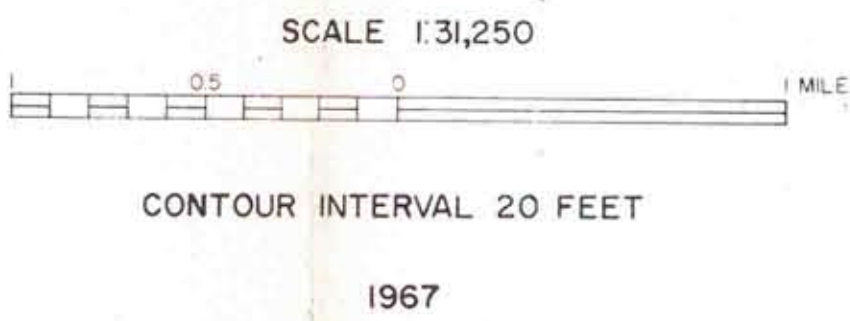 SCALE 1:31,250
1 0.5 0 1 MILE
CONTOUR INTERVAL 20 FEET
1967